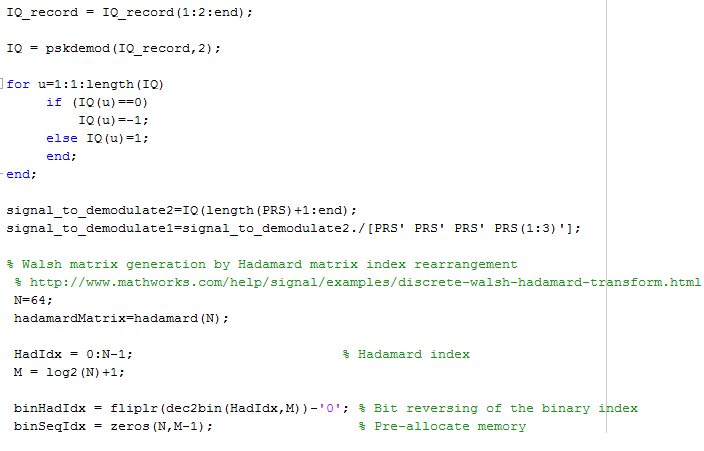 IQ_record = IQ_record(1:2:end);
IQ = pskdemod(IQ_record,2);
for u=1:1:length(IQ)
if (IQ(u)==0)
IQ(u)=-1;
else IQ(u)=1;
end;
end;
signal_to_demodulate2=IQ(length(PRS)+1:end);
signal_to_demodulate1=signal_to_demodulate2./[PRS' PRS' PRS' PRS(1:3)'];
% Walsh matrix generation by Hadamard matrix index rearrangement
% http://www.mathworks.com/help/signal/examples/discrete-walsh-hadamard-transform.html
N=64;
hadamardMatrix=hadamard(N);
HadIdx = 0:N-1; % Hadamard index
M = log2(N)+1;
binHadIdx = fliplr(dec2bin(HadIdx,M))-'0'; % Bit reversing of the binary index
binSeqIdx = zeros(N,M-1); % Pre-allocate memory